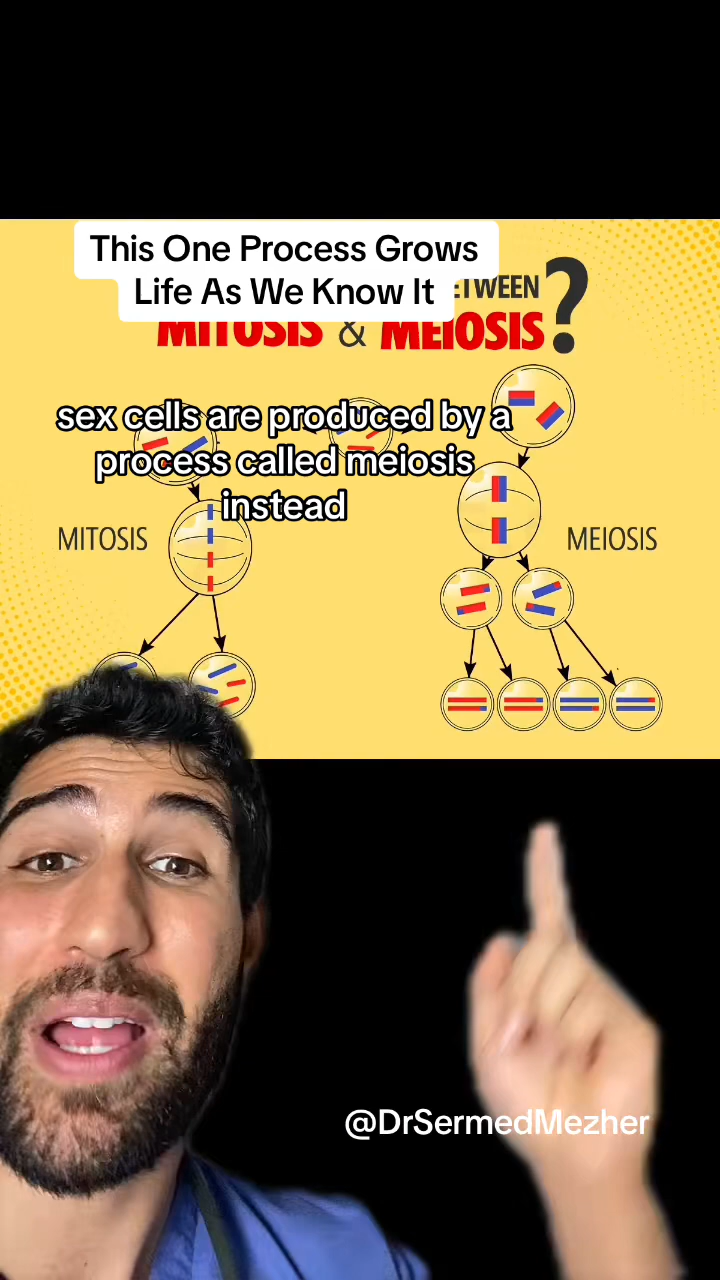 This One Process Grows
Life As We Know It
ETWEEN
MITOSIS & MEIOSIS?
sex cells are produced by a
process called meiosis
instead
MITOSIS
MEIOSIS
@DrSermedMezher